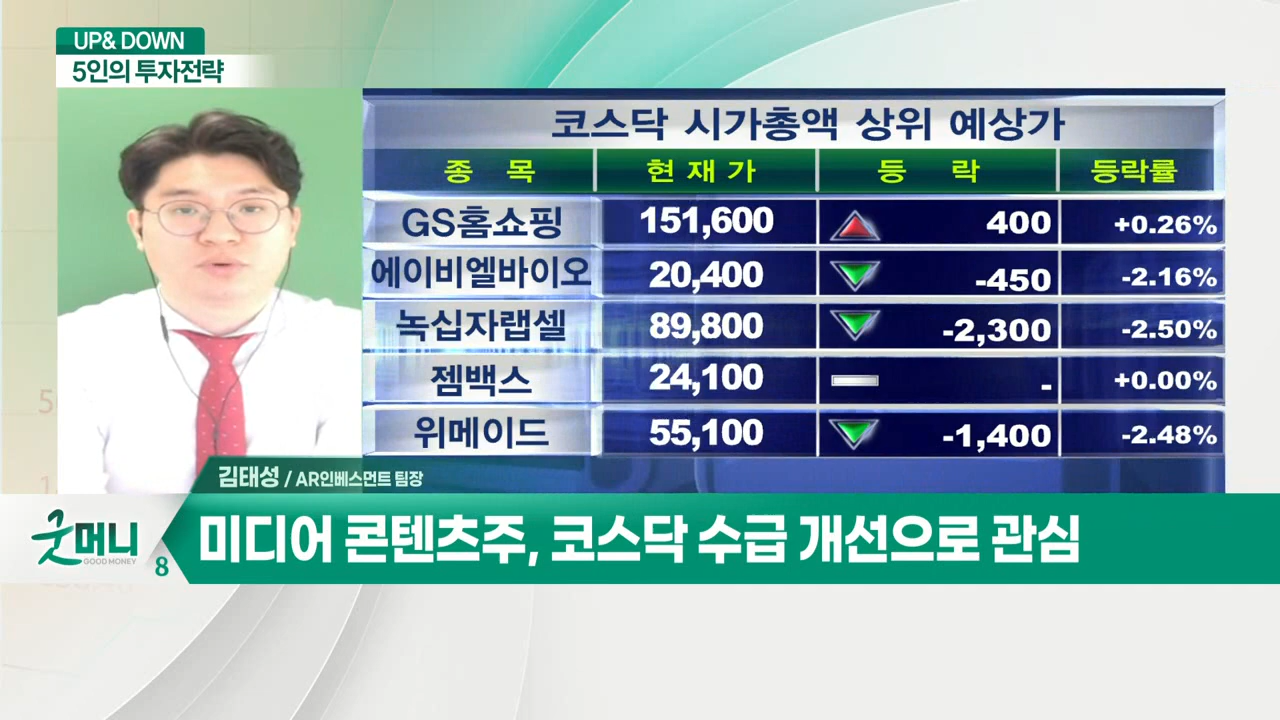 UP& DOWN
5인의 투자전략
코스닥 시가총액 상위 예상가
종 목 현 재 가 등 락 등락률
GS홈쇼핑 151,600 400 +0.26%
에이비엘바이오 20,400 -450 -2.16%
녹십자랩셀 89,800 -2,300 -2.50%
젬백스 24,100 - +0.00%
위메이드 55,100 -1,400 -2.48%
김태성 / AR인베스먼트 팀장
굿머니
GOOD MONEY
8
미디어 콘텐츠주, 코스닥 수급 개선으로 관심